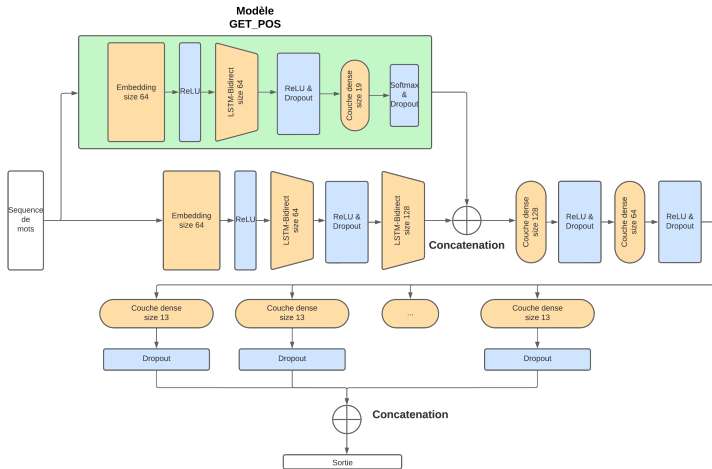 Modèle
GET_POS
Embedding
size 64
ReLU
LSTM-Bidirect
size 64
ReLU &
Dropout
Couche dense
size 19
Softmax
&
Dropout
Sequence
de
mots
Embedding
size 64
ReLU
LSTM-Bidirect
size 64
ReLU &
Dropout
LSTM-Bidirect
size 128
Concatenation
Couche dense
size 128
ReLU &
Dropout
Couche dense
size 64
ReLU &
Dropout
Couche dense
size 13
Couche dense
size 13
...
Couche dense
size 13
Dropout
Dropout
Dropout
Concatenation
Sortie